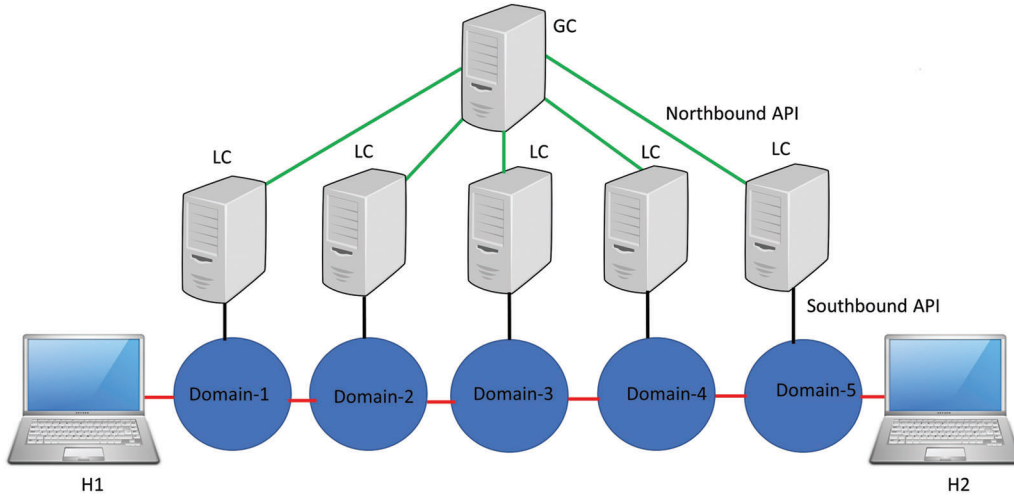 GC
Northbound API
LC
LC
LC
LC
LC
Southbound API
Domain-1
Domain-2
Domain-3
Domain-4
Domain-5
H1
H2